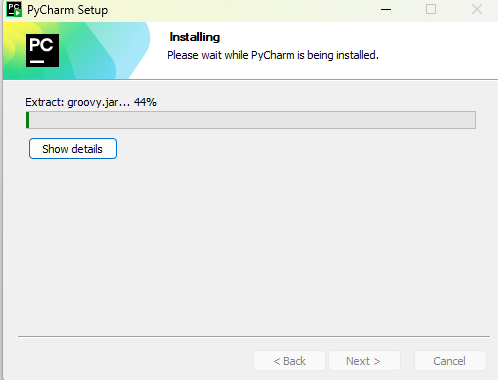 PC
PyCharm Setup
PC
Installing
Please wait while PyCharm is being installed.
Extract: groovy.jar... 44%
Show details
< Back
Next >
Cancel